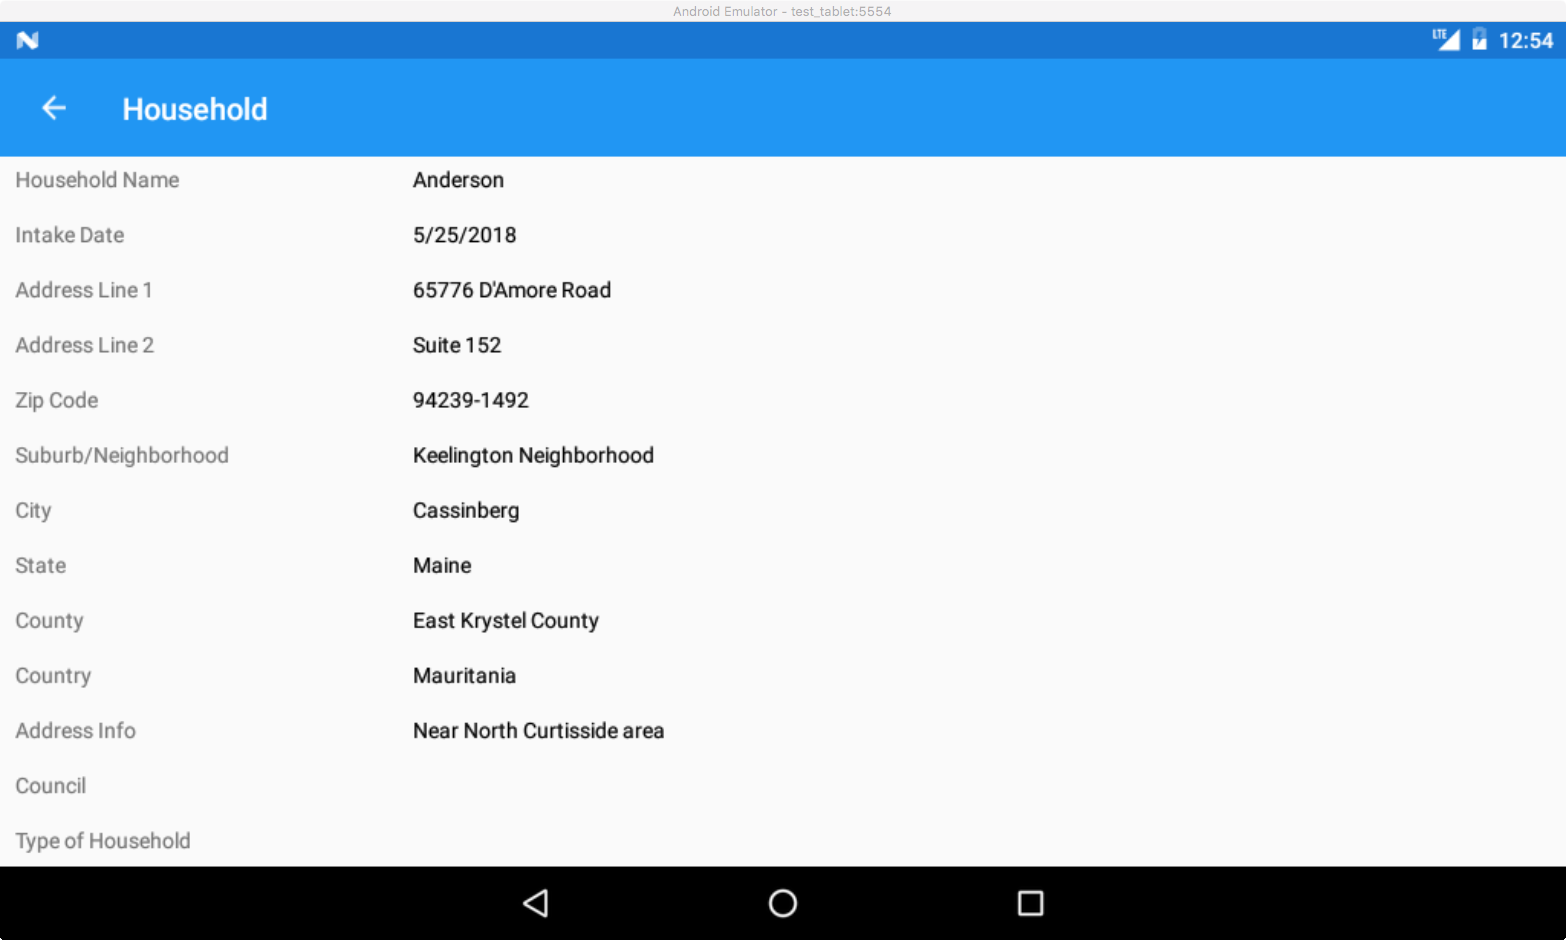 Android Emulator - test_tablet:5554
LTE 12:54
Household
Household Name Anderson
Intake Date 5/25/2018
Address Line 1 65776 D'Amore Road
Address Line 2 Suite 152
Zip Code 94239-1492
Suburb/Neighborhood Keelington Neighborhood
City Cassinberg
State Maine
County East Krystel County
Country Mauritania
Address Info Near North Curtisside area
Council
Type of Household